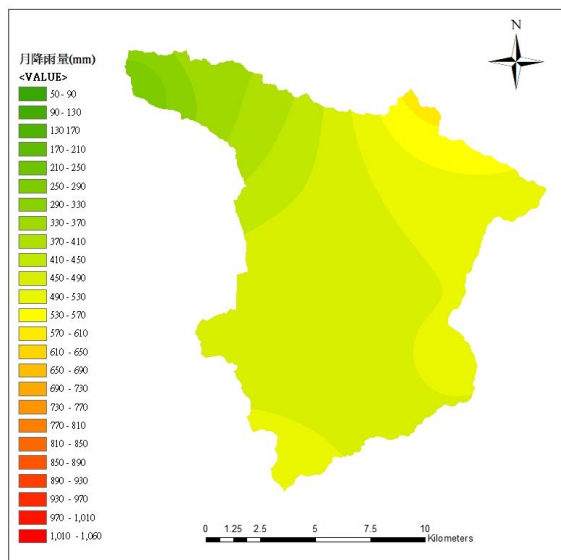 N
月降雨量(mm)
<VALUE>
50 - 90
90 - 130
130 170
170 - 210
210 - 250
250 - 290
290 - 330
330 - 370
370 - 410
410 - 450
450 - 490
490 - 530
530 - 570
570 - 610
610 - 650
650 - 690
690 - 730
730 - 770
770 - 810
810 - 850
850 - 890
890 - 930
930 - 970
970 - 1,010
1,010 - 1,060
0 1.25 2.5 5 7.5 10
Kilometers